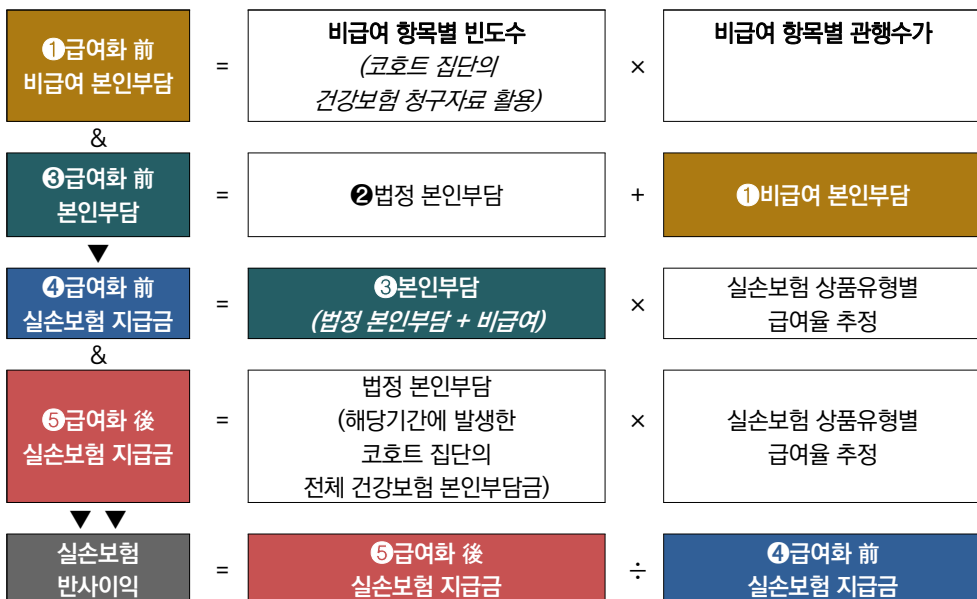 ❶급여화 前
비급여 본인부담
=
비급여 항목별 빈도수
(코호트 집단의
건강보험 청구자료 활용)
×
비급여 항목별 관행수가
&
❸급여화 前
본인부담
=
❷법정 본인부담
+
❶비급여 본인부담
▼
❹급여화 前
실손보험 지급금
=
③본인부담
(법정 본인부담 + 비급여)
×
실손보험 상품유형별
급여율 추정
&
❺급여화 後
실손보험 지급금
=
법정 본인부담
(해당기간에 발생한
코호트 집단의
전체 건강보험 본인부담금)
×
실손보험 상품유형별
급여율 추정
▼ ▼
실손보험
반사이익
=
❺급여화 後
실손보험 지급금
÷
❹급여화 前
실손보험 지급금